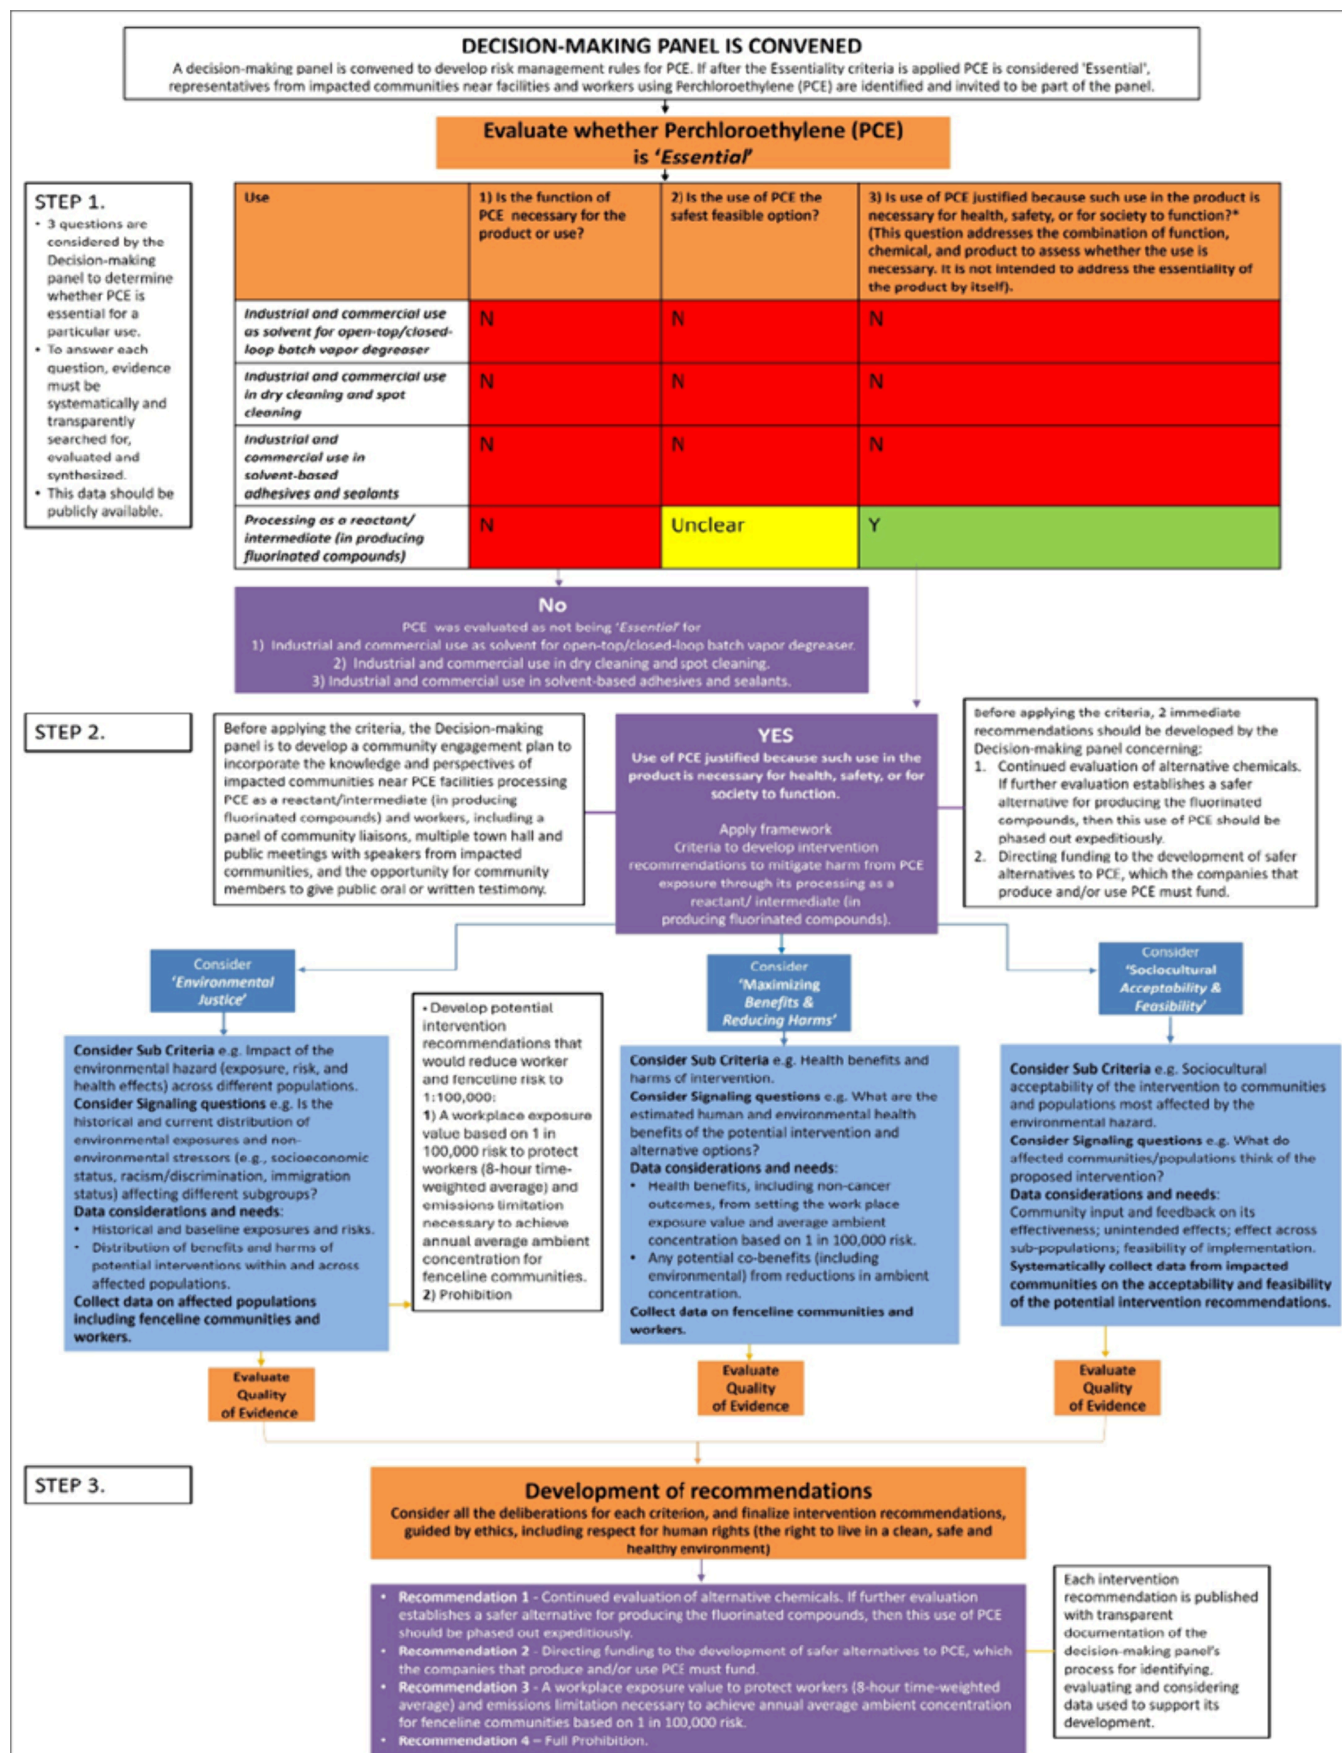 DECISION-MAKING PANEL IS CONVENED
A decision-making panel is convened to develop risk management rules for PCE. If after the Essentiality criteria is applied PCE is considered 'Essential',
representatives from impacted communities near facilities and workers using Perchloroethylene (PCE) are identified and invited to be part of the panel.
Evaluate whether Perchloroethylene (PCE)
is 'Essential'
STEP 1.
• 3 questions are
considered by the
Decision-making
panel to determine
whether PCE is
essential for a
particular use.
• To answer each
question, evidence
must be
systematically and
transparently
searched for,
evaluated and
synthesized.
• This data should be
publicly available.
Use
1) Is the function of
PCE necessary for the
product or use?
2) Is the use of PCE the
safest feasible option?
3) Is use of PCE justified because such use in the product is
necessary for health, safety, or for society to function?*
(This question addresses the combination of function,
chemical, and product to assess whether the use is
necessary. It is not intended to address the essentiality of
the product by itself).
Industrial and commercial use
as solvent for open-top/closed-
loop batch vapor degreaser
N
N
N
Industrial and commercial use
in dry cleaning and spot
cleaning
N
N
N
Industrial and
commercial use in
solvent-based
adhesives and sealants
N
N
N
Processing as a reactant/
intermediate (in producing
fluorinated compounds)
N
Unclear
Y
No
PCE was evaluated as not being 'Essential' for
1) Industrial and commercial use as solvent for open-top/closed-loop batch vapor degreaser.
2) Industrial and commercial use in dry cleaning and spot cleaning.
3) Industrial and commercial use in solvent-based adhesives and sealants.
STEP 2.
Before applying the criteria, the Decision-making
panel is to develop a community engagement plan to
incorporate the knowledge and perspectives of
impacted communities near PCE facilities processing
PCE as a reactant/intermediate (in producing
fluorinated compounds) and workers, including a
panel of community liaisons, multiple town hall and
public meetings with speakers from impacted
communities, and the opportunity for community
members to give public oral or written testimony.
YES
Use of PCE justified because such use in the
product is necessary for health, safety, or for
society to function.
Apply framework
Criteria to develop intervention
recommendations to mitigate harm from PCE
exposure through its processing as a
reactant/ intermediate (in
producing fluorinated compounds).
Before applying the criteria, 2 immediate
recommendations should be developed by the
Decision-making panel concerning:
1. Continued evaluation of alternative chemicals.
If further evaluation establishes a safer
alternative for producing the fluorinated
compounds, then this use of PCE should be
phased out expeditiously.
2. Directing funding to the development of safer
alternatives to PCE, which the companies that
produce and/or use PCE must fund.
Consider
'Environmental
Justice'
Consider Sub Criteria e.g. Impact of the
environmental hazard (exposure, risk, and
health effects) across different populations.
Consider Signaling questions e.g. Is the
historical and current distribution of
environmental exposures and non-
environmental stressors (e.g., socioeconomic
status, racism/discrimination, immigration
status) affecting different subgroups?
Data considerations and needs:
• Historical and baseline exposures and risks.
• Distribution of benefits and harms of
potential interventions within and across
affected populations.
Collect data on affected populations
including fenceline communities and
workers.
• Develop potential
intervention
recommendations that
would reduce worker
and fenceline risk to
1:100,000:
1) A workplace exposure
value based on 1 in
100,000 risk to protect
workers (8-hour time-
weighted average) and
emissions limitation
necessary to achieve
annual average ambient
concentration for
fenceline communities.
2) Prohibition
Consider
'Maximizing
Benefits &
Reducing Harms'
Consider Sub Criteria e.g. Health benefits and
harms of intervention.
Consider Signaling questions e.g. What are the
estimated human and environmental health
benefits of the potential intervention and
alternative options?
Data considerations and needs:
• Health benefits, including non-cancer
outcomes, from setting the work place
exposure value and average ambient
concentration based on 1 in 100,000 risk.
• Any potential co-benefits (including
environmental) from reductions in ambient
concentration.
Collect data on fenceline communities and
workers.
Consider
'Sociocultural
Acceptability &
Feasibility'
Consider Sub Criteria e.g. Sociocultural
acceptability of the intervention to communities
and populations most affected by the
environmental hazard.
Consider Signaling questions e.g. What do
affected communities/populations think of the
proposed intervention?
Data considerations and needs:
Community input and feedback on its
effectiveness; unintended effects; effect across
sub-populations; feasibility of implementation.
Systematically collect data from impacted
communities on the acceptability and feasibility
of the potential intervention recommendations.
Evaluate
Quality
of Evidence
Evaluate
Quality
of Evidence
Evaluate
Quality
of Evidence
STEP 3.
Development of recommendations
Consider all the deliberations for each criterion, and finalize intervention recommendations,
guided by ethics, including respect for human rights (the right to live in a clean, safe and
healthy environment)
• Recommendation 1 - Continued evaluation of alternative chemicals. If further evaluation
establishes a safer alternative for producing the fluorinated compounds, then this use of PCE
should be phased out expeditiously.
• Recommendation 2 - Directing funding to the development of safer alternatives to PCE, which
the companies that produce and/or use PCE must fund.
• Recommendation 3 - A workplace exposure value to protect workers (8-hour time-weighted
average) and emissions limitation necessary to achieve annual average ambient concentration
for fenceline communities based on 1 in 100,000 risk.
• Recommendation 4 – Full Prohibition.
Each intervention
recommendation is published
with transparent
documentation of the
decision-making panel's
process for identifying,
evaluating and considering
data used to support its
development.